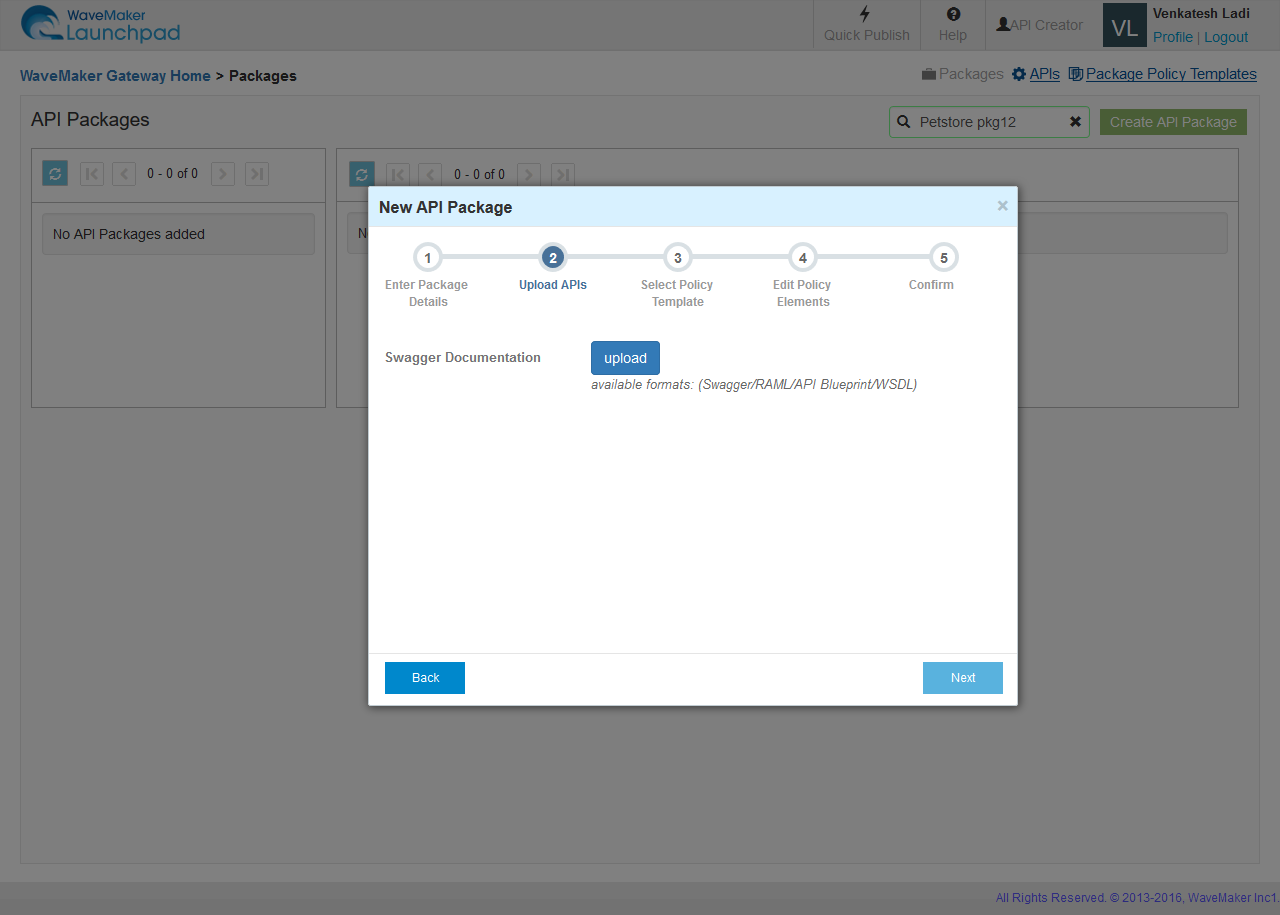 WaveMaker
Launchpad
Quick Publish
Help
API Creator
VL
Venkatesh Ladi
Profile | Logout
WaveMaker Gateway Home > Packages
Packages APIs Package Policy Templates
API Packages
Petstore pkg12
Create API Package
0 - 0 of 0
0 - 0 of 0
No API Packages added
New API Package
×
1 2 3 4 5
Enter Package Details
Upload APIs
Select Policy Template
Edit Policy Elements
Confirm
Swagger Documentation
upload
available formats: (Swagger/RAML/API Blueprint/WSDL)
Back
Next
All Rights Reserved. © 2013-2016, WaveMaker Inc1.